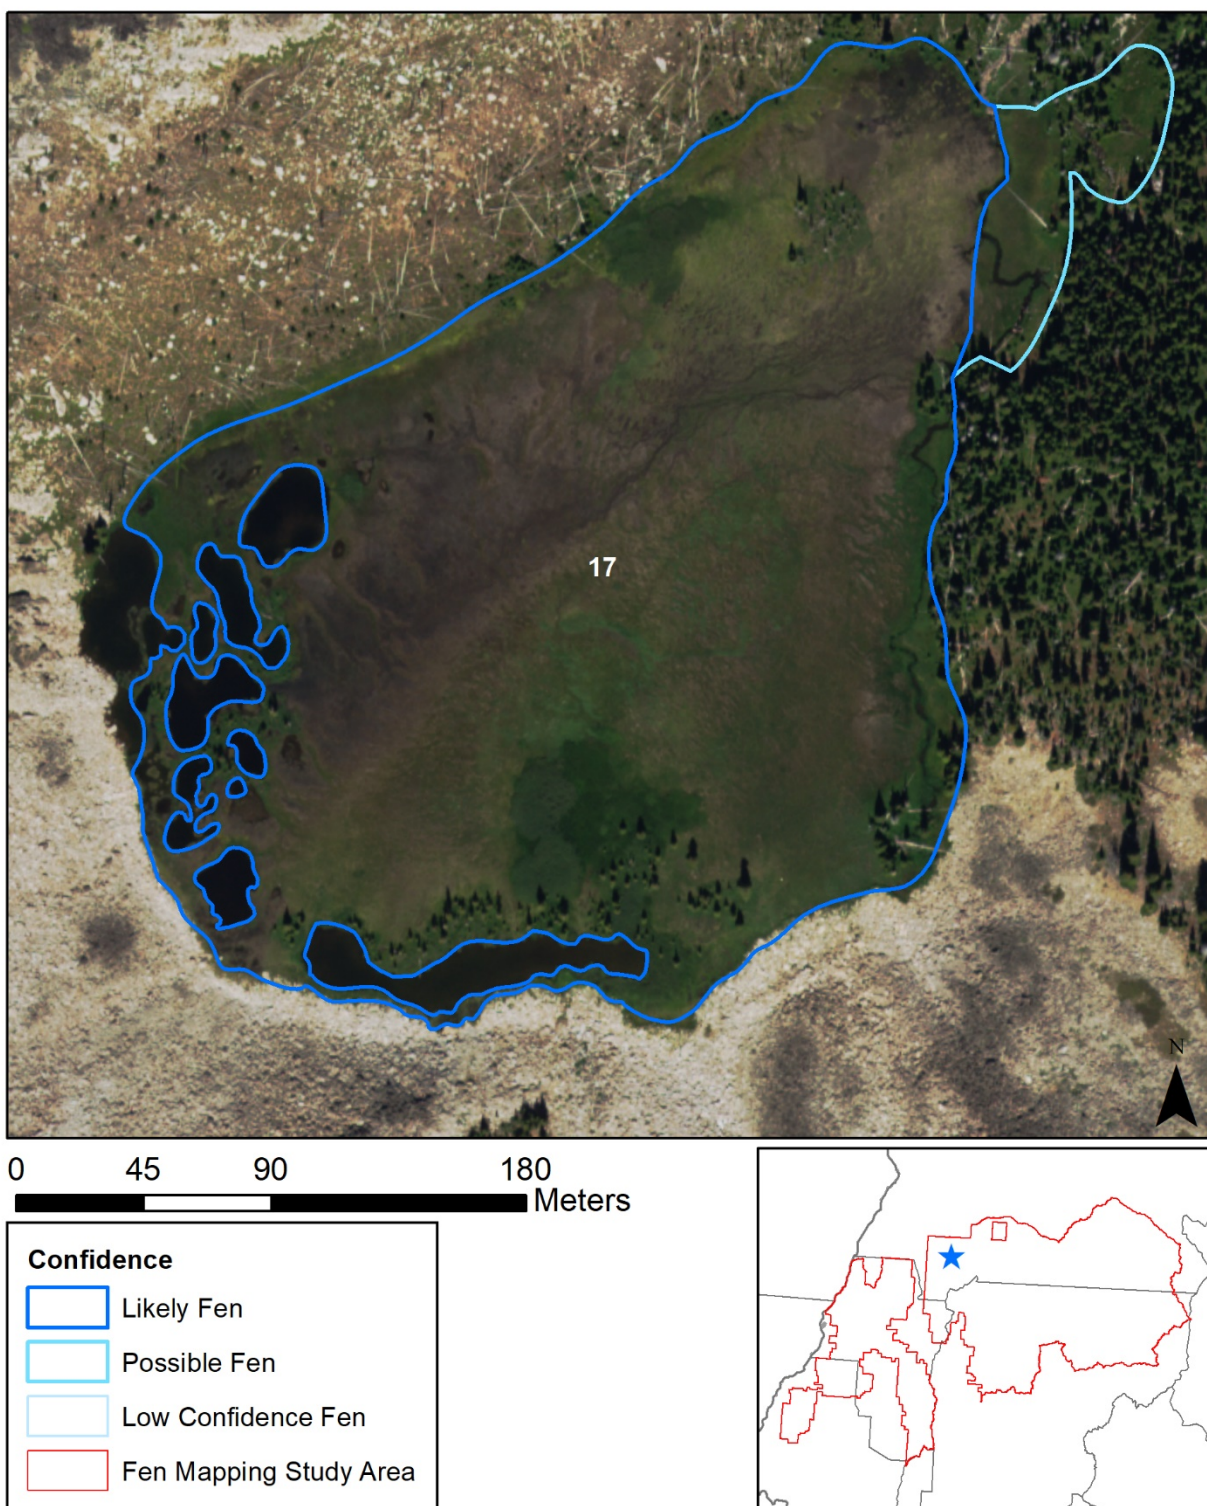 17
N
0 45 90 180
Meters
Confidence
Likely Fen
Possible Fen
Low Confidence Fen
Fen Mapping Study Area